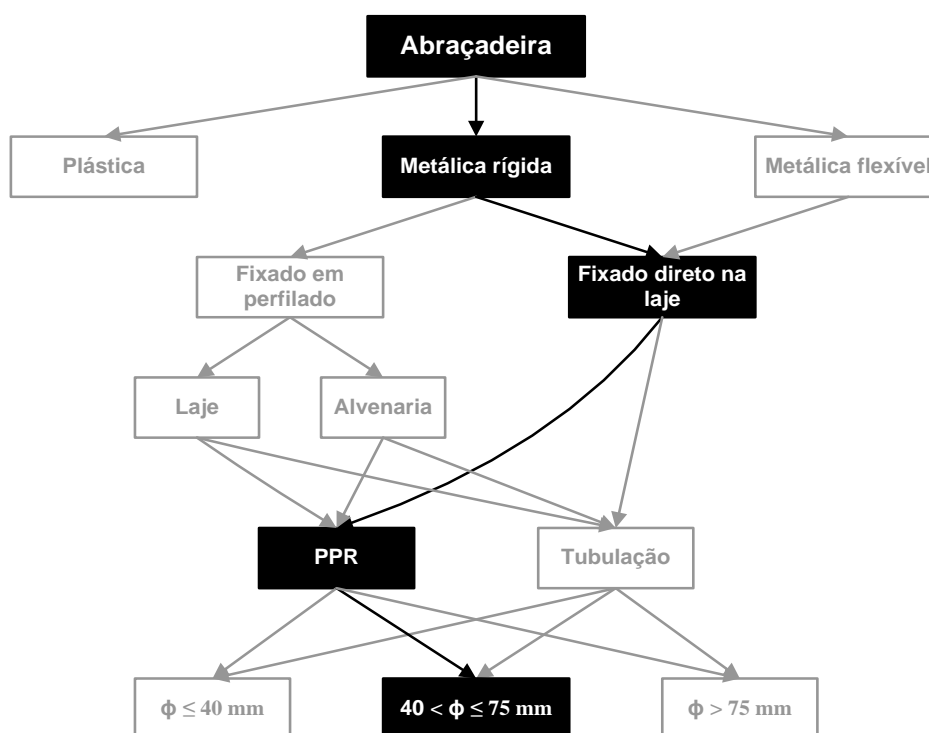 Abraçadeira
Plástica
Metálica rígida
Metálica flexível
Fixado em
perfilado
Fixado direto na
laje
Laje
Alvenaria
PPR
Tubulação
ϕ ≤ 40 mm
40 < ϕ ≤ 75 mm
ϕ > 75 mm